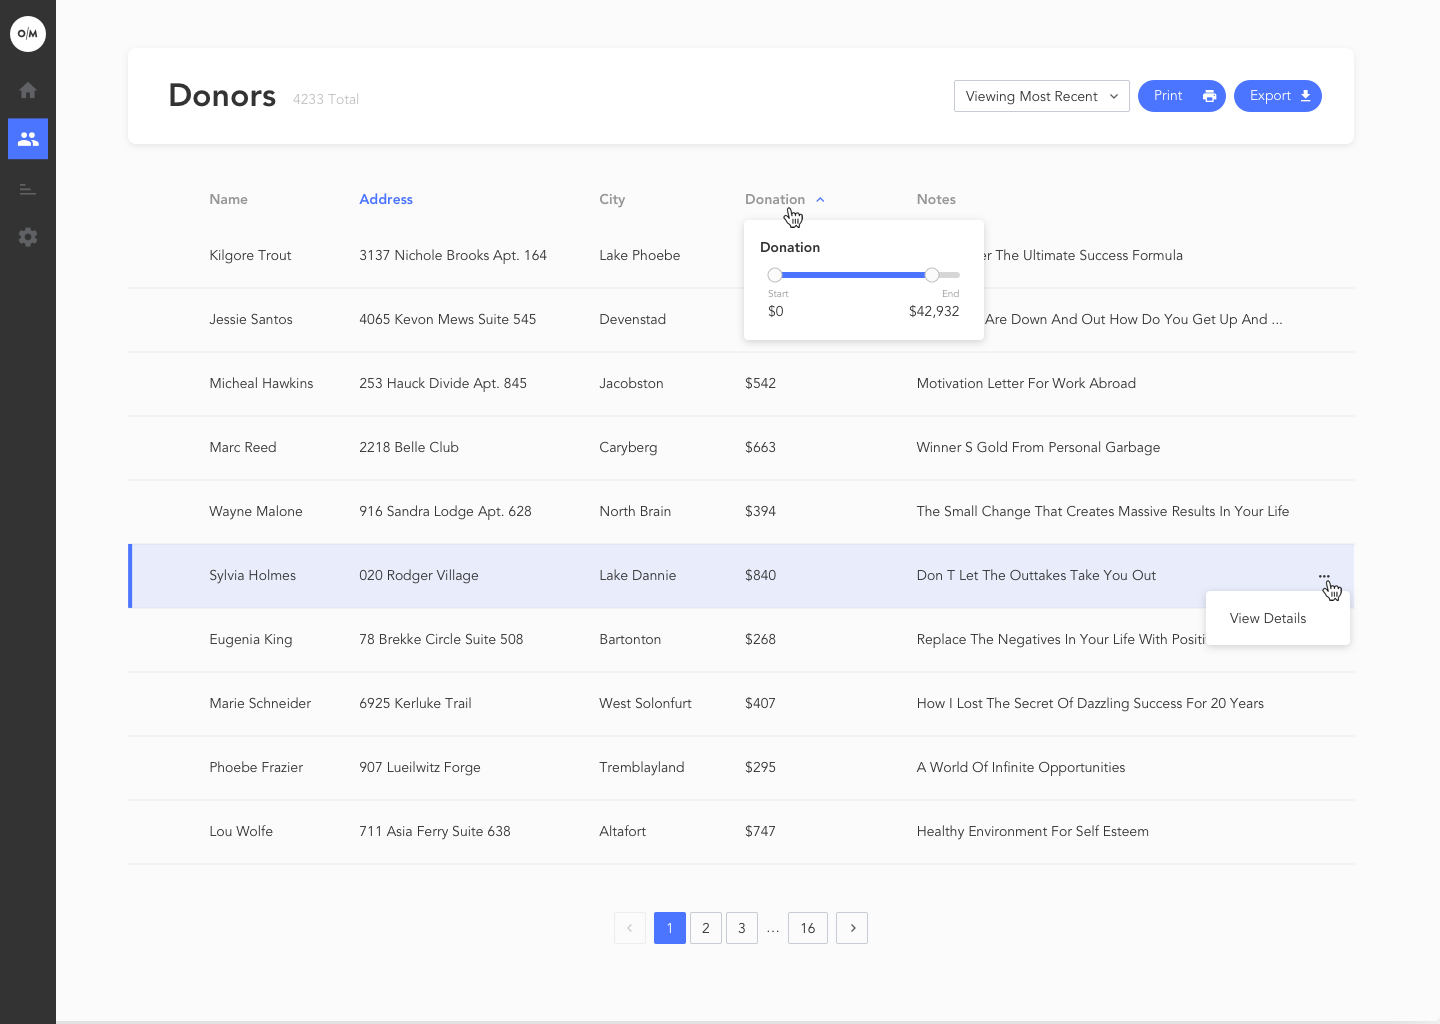 O/M
Donors 4233 Total Viewing Most Recent Print Export
Name Address City Donation Notes
Kilgore Trout 3137 Nichole Brooks Apt. 164 Lake Phoebe The Ultimate Success Formula
Donation
Start End
$0 $42,932
Jessie Santos 4065 Kevon Mews Suite 545 Devenstad Are Down And Out How Do You Get Up And ...
Micheal Hawkins 253 Hauck Divide Apt. 845 Jacobston $542 Motivation Letter For Work Abroad
Marc Reed 2218 Belle Club Caryberg $663 Winner S Gold From Personal Garbage
Wayne Malone 916 Sandra Lodge Apt. 628 North Brain $394 The Small Change That Creates Massive Results In Your Life
Sylvia Holmes 020 Rodger Village Lake Dannie $840 Don T Let The Outtakes Take You Out ...
View Details
Eugenia King 78 Brekke Circle Suite 508 Bartonton $268 Replace The Negatives In Your Life With
Marie Schneider 6925 Kerluke Trail West Solonfurt $407 How I Lost The Secret Of Dazzling Success For 20 Years
Phoebe Frazier 907 Lueilwitz Forge Tremblayland $295 A World Of Infinite Opportunities
Lou Wolfe 711 Asia Ferry Suite 638 Altafort $747 Healthy Environment For Self Esteem
< 1 2 3 ... 16 >